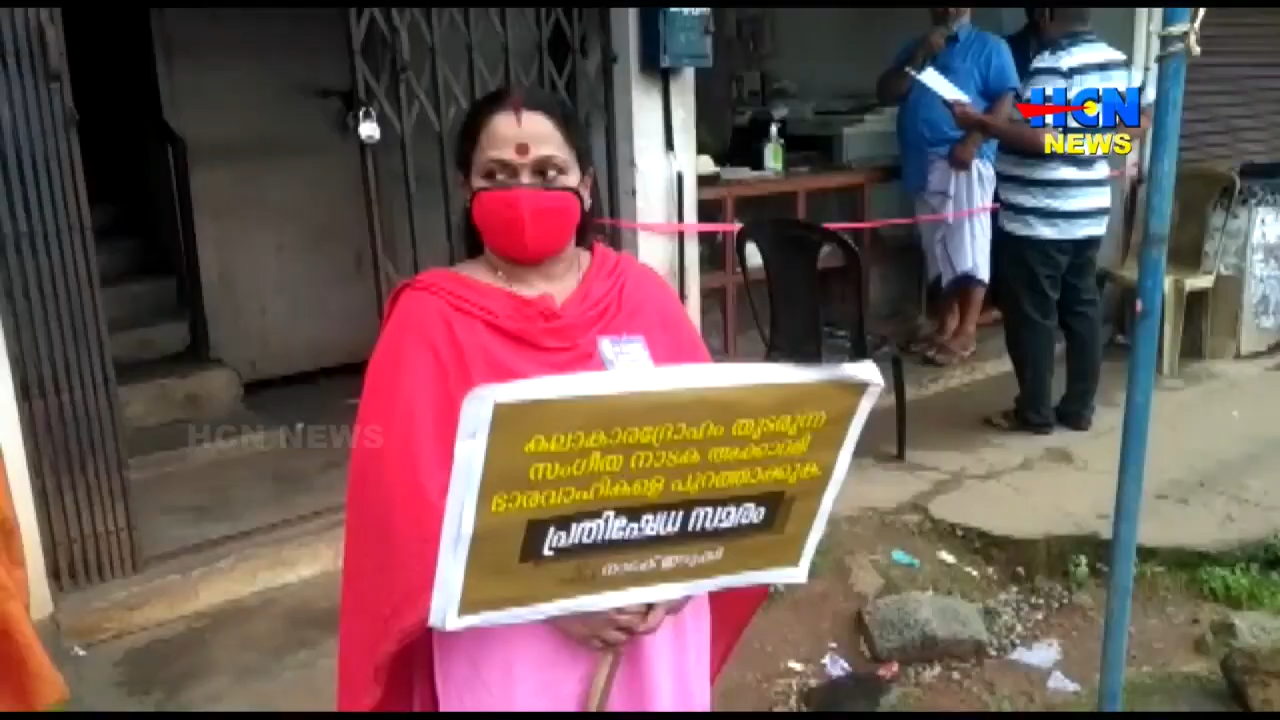 HCN
NEWS
HCN NEWS
കലാകാരദ്രോഹം തുടരുന്ന
സംഗീത നാടക അക്കാദമി
ഭാരവാഹികളെ പുറത്താക്കുക
പ്രതിഷേധ സമരം